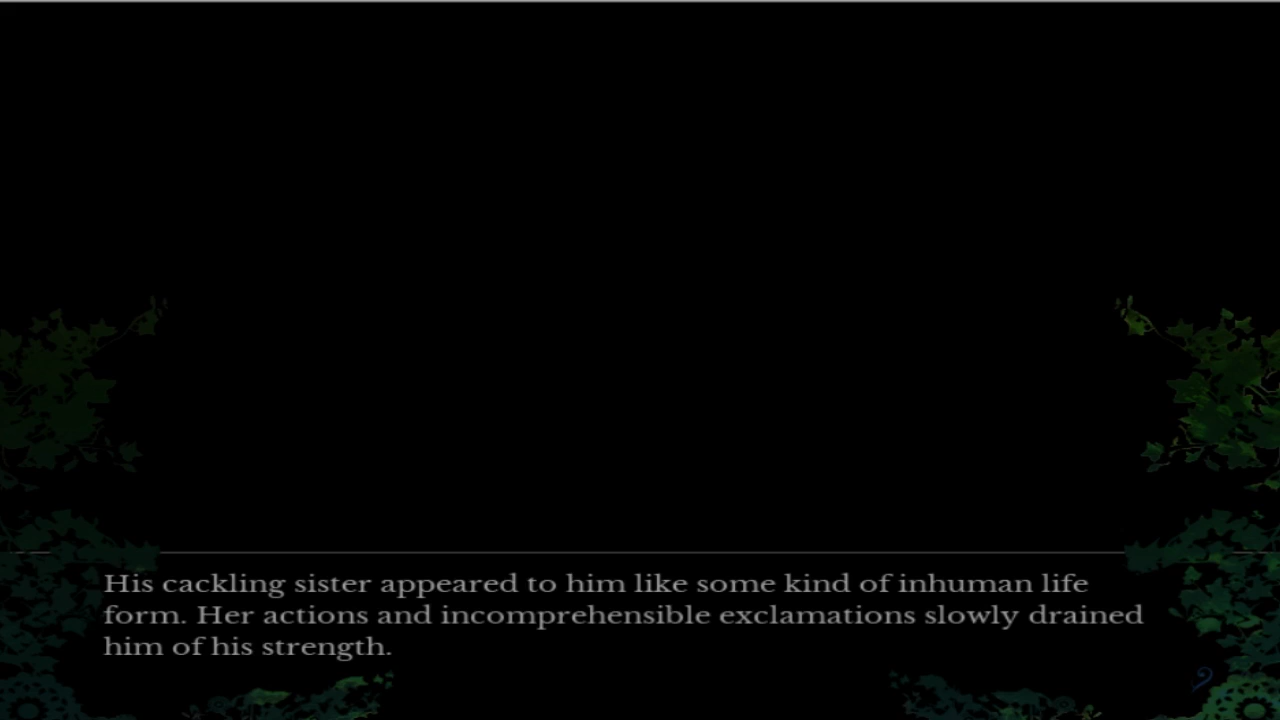 His cackling sister appeared to him like some kind of inhuman life
form. Her actions and incomprehensible exclamations slowly drained
him of his strength.